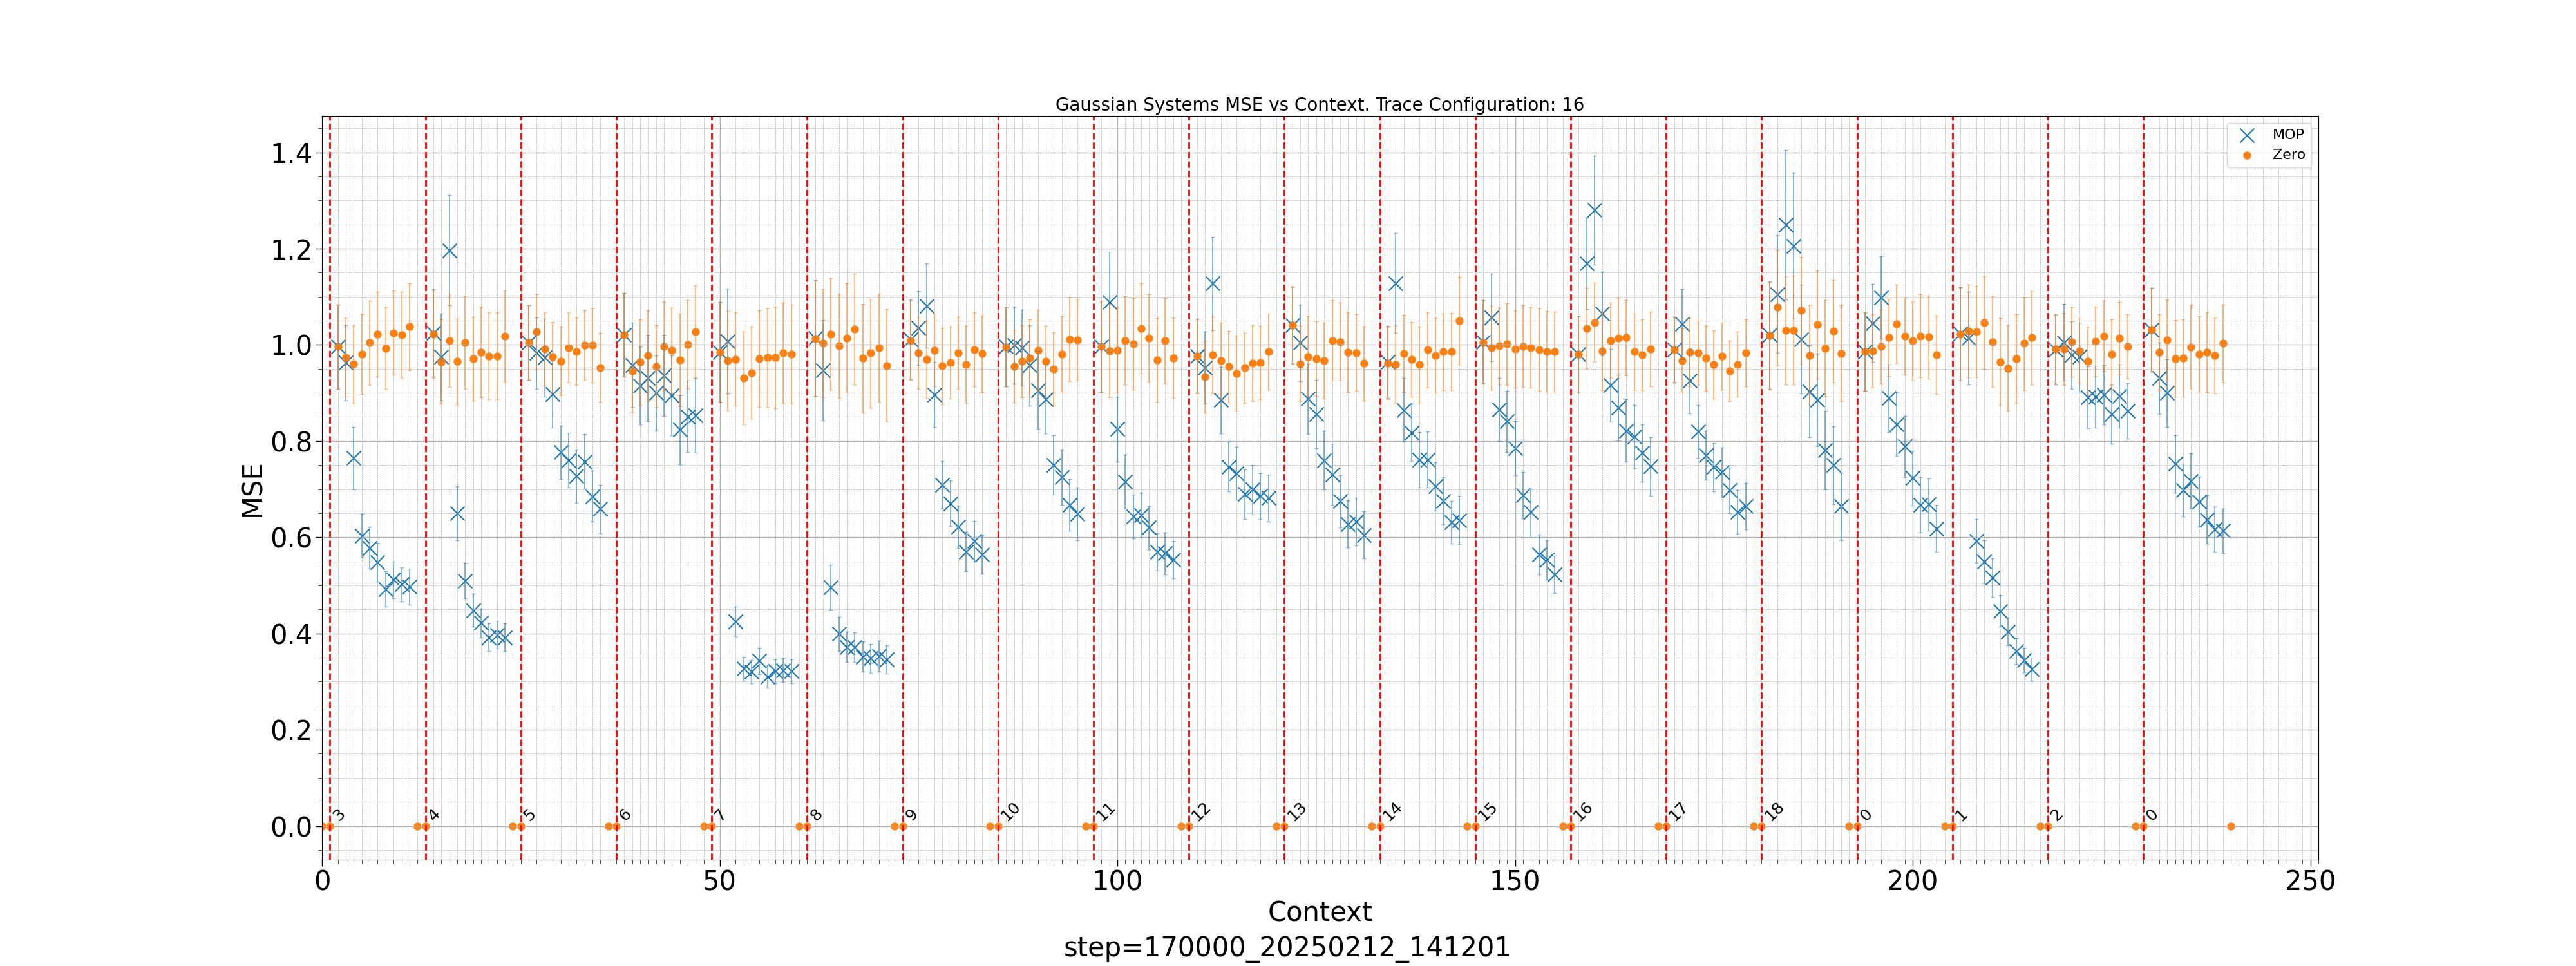 Gaussian Systems MSE vs Context. Trace Configuration: 16
MOP
Zero
1.4
1.2
1.0
0.8
0.6
0.4
0.2
0.0
MSE
3 4 5 6 7 8 9 10 11 12 13 14 15 16 17 18 0 1 2 0
0 50 100 150 200 250
Context
step=170000_20250212_141201